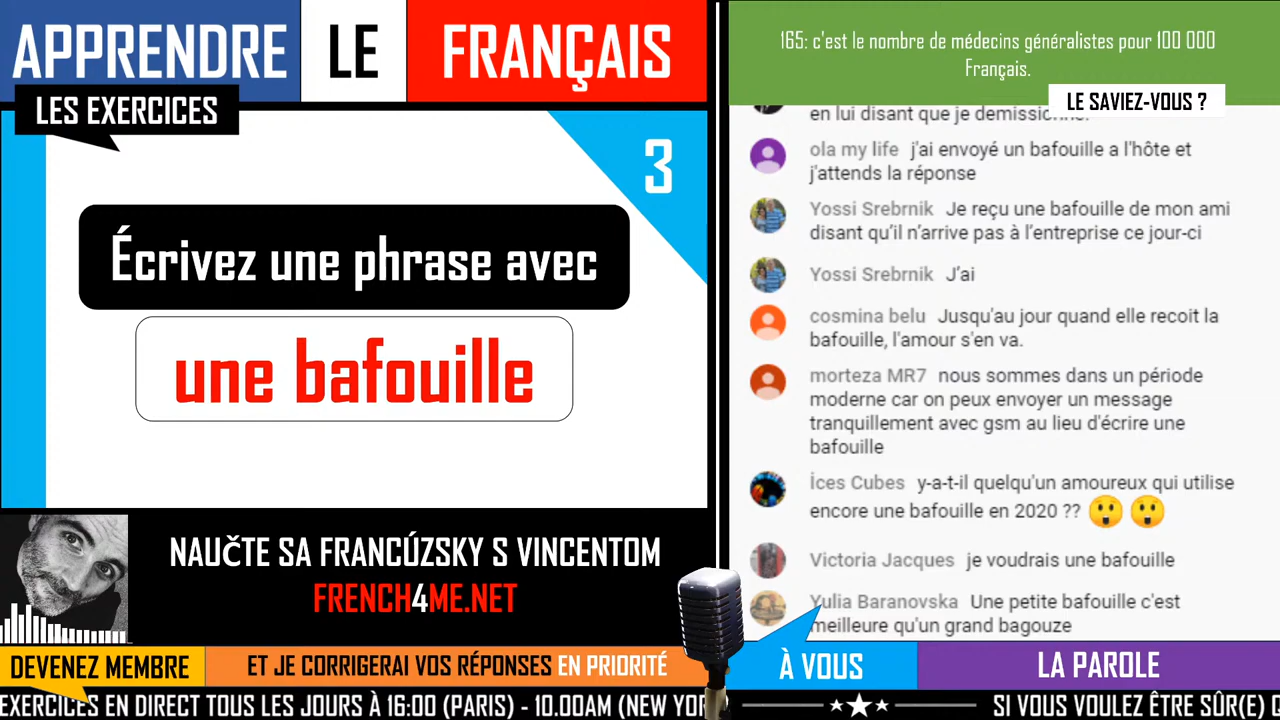 APPRENDRE LE FRANÇAIS
LES EXERCICES
3
Écrivez une phrase avec
une bafouille
NAUČTE SA FRANCÚZSKY S VINCENTOM
FRENCH4ME.NET
DEVENEZ MEMBRE
ET JE CORRIGERAI VOS RÉPONSES EN PRIORITÉ
165: c'est le nombre de médecins généralistes pour 100 000
Français.
LE SAVIEZ-VOUS ?
en lui disant que je demissionne.
ola my life j'ai envoyé un bafouille a l'hôte et
j'attends la réponse
Yossi Srebrnik Je reçu une bafouille de mon ami
disant qu'il n'arrive pas à l'entreprise ce jour-ci
Yossi Srebrnik J'ai
cosmina belu Jusqu'au jour quand elle recoit la
bafouille, l'amour s'en va.
morteza MR7 nous sommes dans un période
moderne car on peux envoyer un message
tranquillement avec gsm au lieu d'écrire une
bafouille
İces Cubes y-a-t-il quelqu'un amoureux qui utilise
encore une bafouille en 2020 ?? 😲 😲
Victoria Jacques je voudrais une bafouille
Yulia Baranovska Une petite bafouille c'est
meilleure qu'un grand bagouze
À VOUS
LA PAROLE
EXERCICES EN DIRECT TOUS LES JOURS À 16:00 (PARIS) - 10.00AM (NEW YOR
SI VOUS VOULEZ ÊTRE SÛR(E)